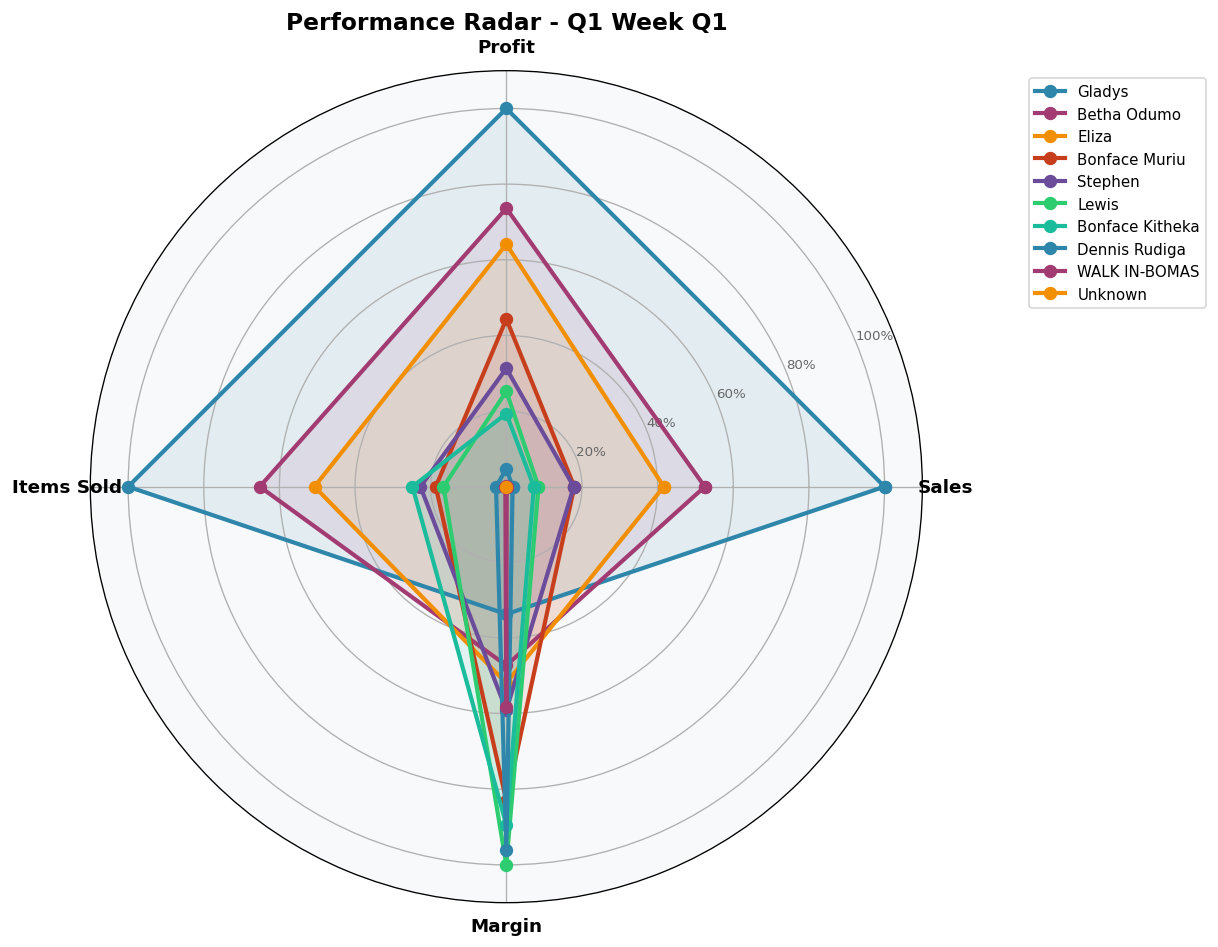 Performance Radar - Q1 Week Q1
Profit
Gladys
Betha Odumo
Eliza
Bonface Muriu
Stephen
Lewis
Bonface Kitheka
Dennis Rudiga
WALK IN-BOMAS
Unknown
100%
80%
60%
40%
20%
Items Sold
Sales
Margin